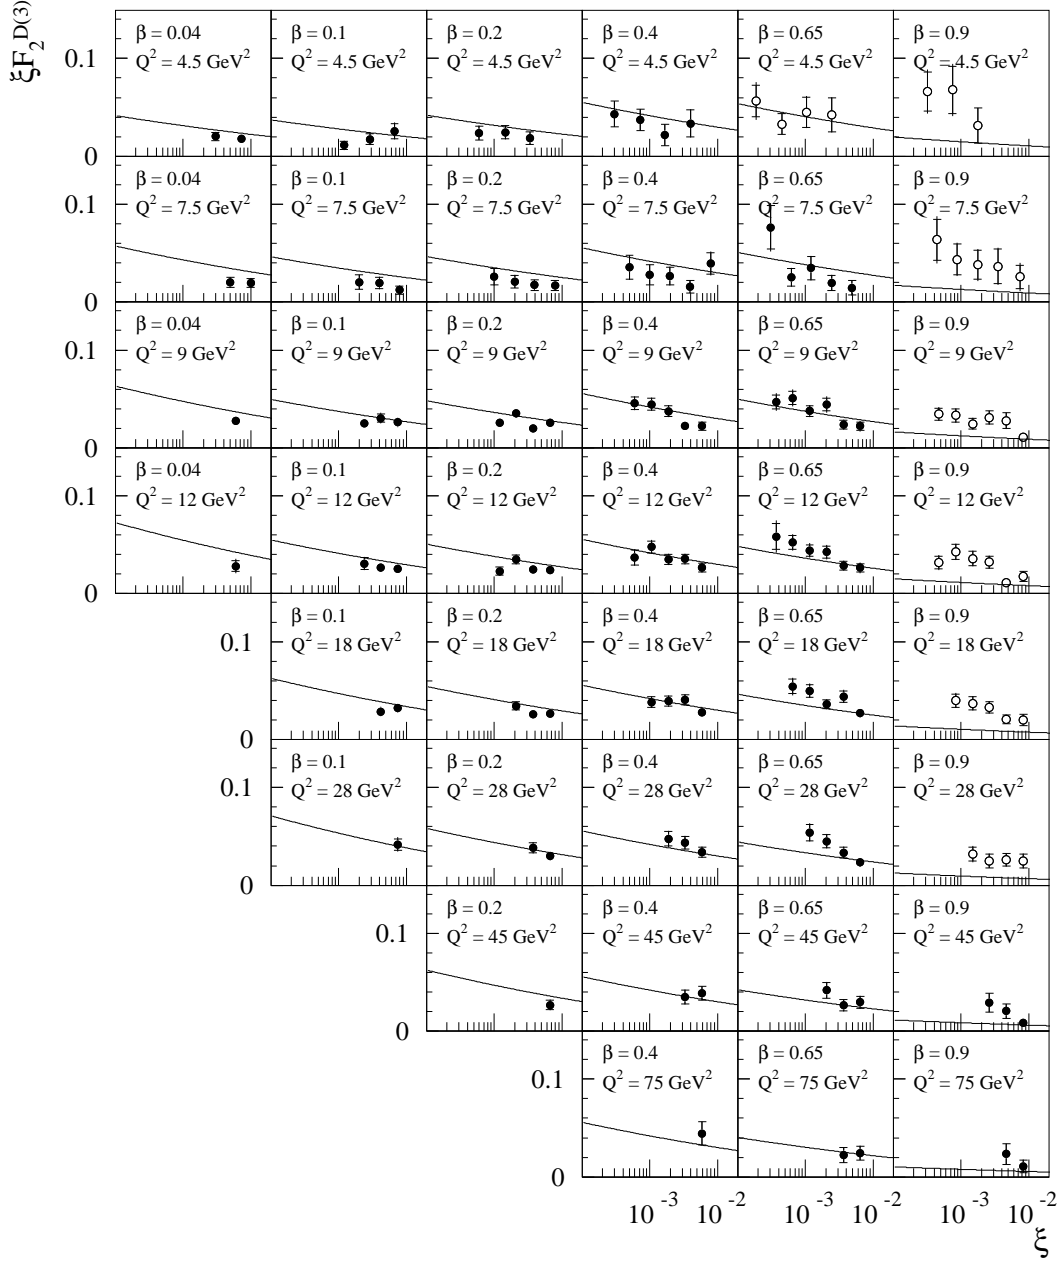 ξF₂ᴰ⁽³⁾
β = 0.04 β = 0.1 β = 0.2 β = 0.4 β = 0.65 β = 0.9
0.1 Q² = 4.5 GeV² Q² = 4.5 GeV² Q² = 4.5 GeV² Q² = 4.5 GeV² Q² = 4.5 GeV² Q² = 4.5 GeV²
0
β = 0.04 β = 0.1 β = 0.2 β = 0.4 β = 0.65 β = 0.9
0.1 Q² = 7.5 GeV² Q² = 7.5 GeV² Q² = 7.5 GeV² Q² = 7.5 GeV² Q² = 7.5 GeV² Q² = 7.5 GeV²
0
β = 0.04 β = 0.1 β = 0.2 β = 0.4 β = 0.65 β = 0.9
0.1 Q² = 9 GeV² Q² = 9 GeV² Q² = 9 GeV² Q² = 9 GeV² Q² = 9 GeV² Q² = 9 GeV²
0
β = 0.04 β = 0.1 β = 0.2 β = 0.4 β = 0.65 β = 0.9
0.1 Q² = 12 GeV² Q² = 12 GeV² Q² = 12 GeV² Q² = 12 GeV² Q² = 12 GeV² Q² = 12 GeV²
0
β = 0.1 β = 0.2 β = 0.4 β = 0.65 β = 0.9
0.1 Q² = 18 GeV² Q² = 18 GeV² Q² = 18 GeV² Q² = 18 GeV² Q² = 18 GeV²
0
β = 0.1 β = 0.2 β = 0.4 β = 0.65 β = 0.9
0.1 Q² = 28 GeV² Q² = 28 GeV² Q² = 28 GeV² Q² = 28 GeV² Q² = 28 GeV²
0
β = 0.2 β = 0.4 β = 0.65 β = 0.9
0.1 Q² = 45 GeV² Q² = 45 GeV² Q² = 45 GeV² Q² = 45 GeV²
0
β = 0.4 β = 0.65 β = 0.9
0.1 Q² = 75 GeV² Q² = 75 GeV² Q² = 75 GeV²
0
10⁻³ 10⁻² 10⁻³ 10⁻² 10⁻³ 10⁻²
ξ